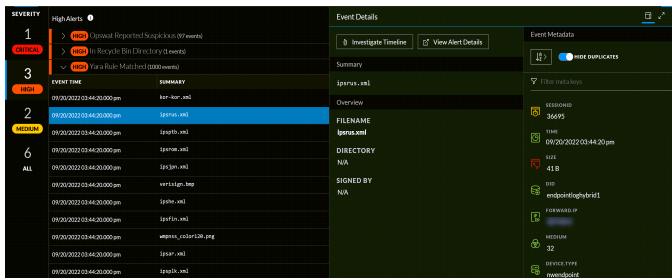 SEVERITY
1
CRITICAL
3
HIGH
2
MEDIUM
6
ALL
High Alerts
HIGH Opswat Reported Suspicious (97 events)
HIGH In Recycle Bin Directory (1 events)
HIGH Yara Rule Matched (1000 events)
EVENT TIME SUMMARY
09/20/2022 03:44:20.000 pm kor-kor.xml
09/20/2022 03:44:20.000 pm ipsrus.xml
09/20/2022 03:44:20.000 pm ipsptb.xml
09/20/2022 03:44:20.000 pm ipsrom.xml
09/20/2022 03:44:20.000 pm ipsjpn.xml
09/20/2022 03:44:20.000 pm verisign.bmp
09/20/2022 03:44:20.000 pm ipshe.xml
09/20/2022 03:44:20.000 pm ipsfin.xml
09/20/2022 03:44:20.000 pm wmpnss_color120.png
09/20/2022 03:44:20.000 pm ipsar.xml
09/20/2022 03:44:20.000 pm ipsplk.xml
Event Details
Investigate Timeline
View Alert Details
Summary
ipsrus.xml
Overview
FILENAME
ipsrus.xml
DIRECTORY
N/A
SIGNED BY
N/A
Event Metadata
HIDE DUPLICATES
Filter meta keys
SESSIONID
36695
TIME
09/20/2022 03:44:20 pm
SIZE
41 B
DID
endpointloghybrid1
FORWARD.IP
MEDIUM
32
DEVICE.TYPE
nwendpoint